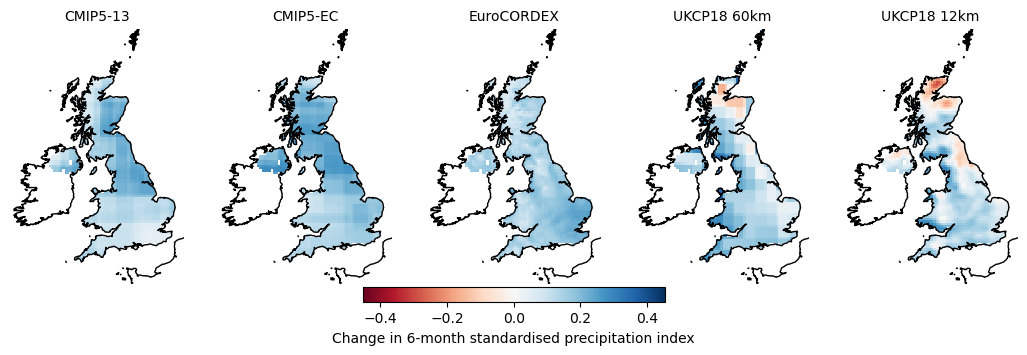 CMIP5-13 CMIP5-EC EuroCORDEX UKCP18 60km UKCP18 12km
−0.4 −0.2 0.0 0.2 0.4
Change in 6-month standardised precipitation index